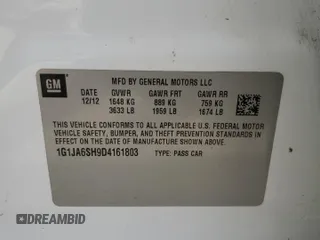 GM
MFD BY GENERAL MOTORS LLC
DATE GVWR GAWR FRT GAWR RR
12/12 1648 KG 889 KG 759 KG
3633 LB 1959 LB 1674 LB
THIS VEHICLE CONFORMS TO ALL APPLICABLE U.S. FEDERAL MOTOR
VEHICLE SAFETY, BUMPER, AND THEFT PREVENTION STANDARDS IN
EFFECT ON THE DATE OF MANUFACTURE SHOWN ABOVE.
1G1JA6SH9D4161803 TYPE: PASS CAR
DREAMBID